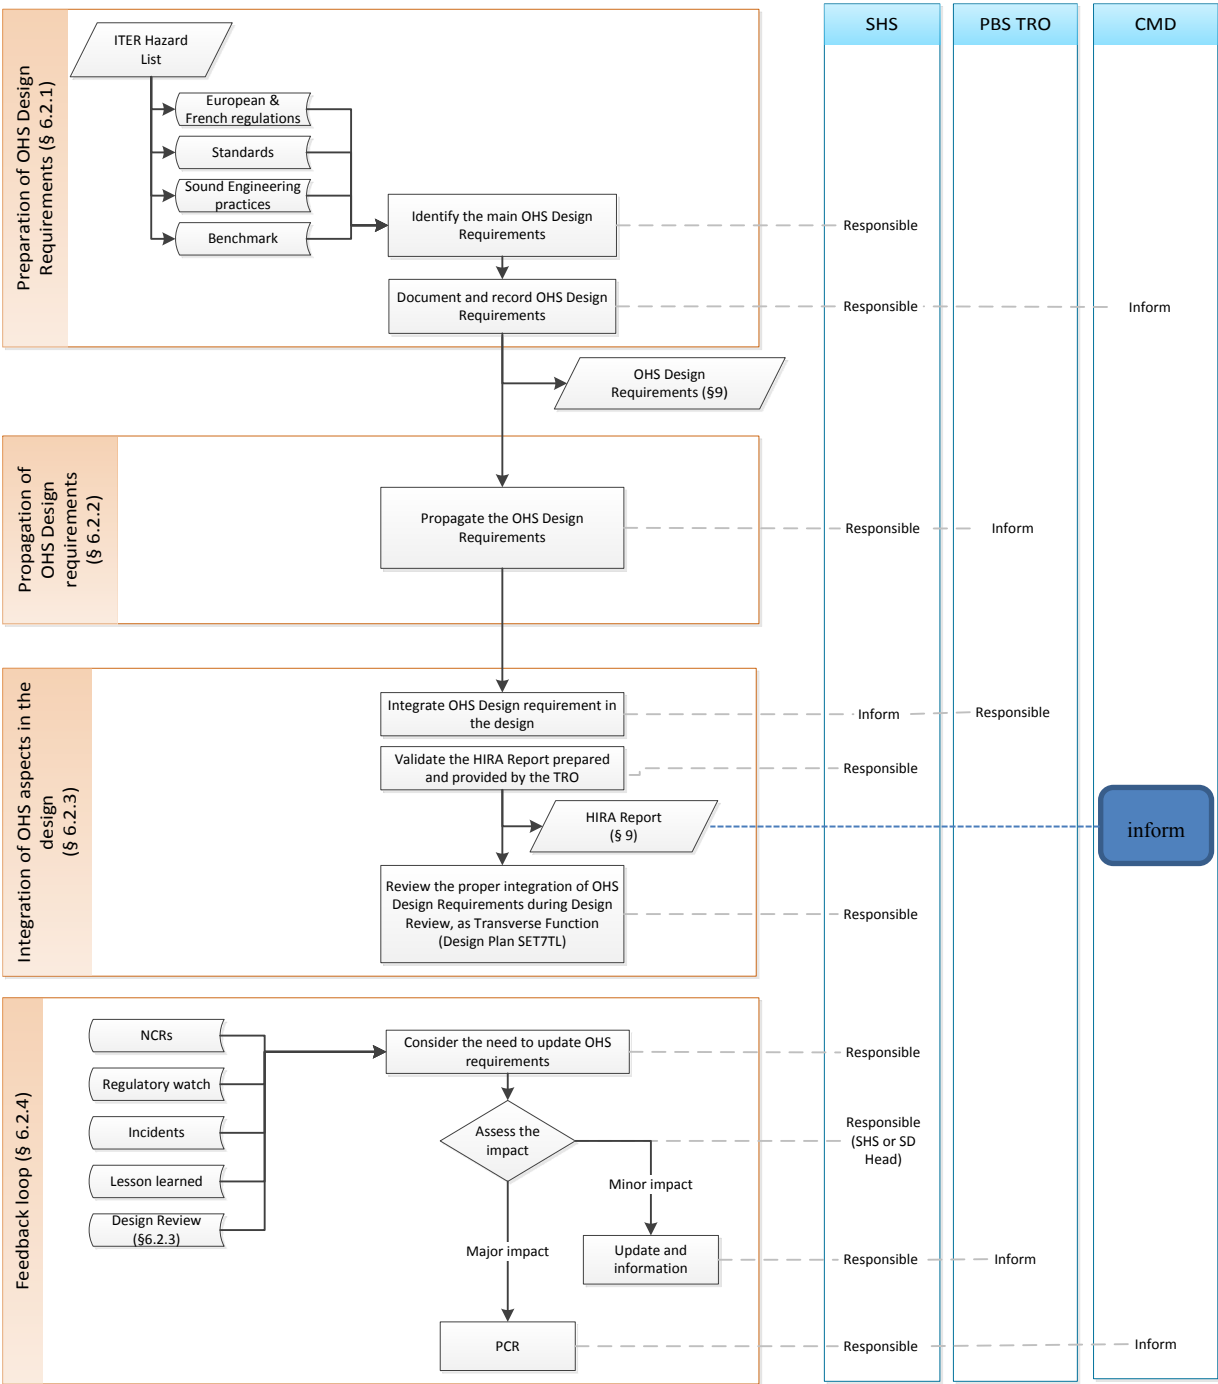 SHS
PBS TRO
CMD
Preparation of OHS Design
Requirements (§ 6.2.1)
ITER Hazard
List
European &
French regulations
Standards
Sound Engineering
practices
Benchmark
Identify the main OHS Design
Requirements
Responsible
Document and record OHS Design
Requirements
Responsible
Inform
OHS Design
Requirements (§9)
Propagation of
OHS Design
requirements
(§ 6.2.2)
Propagate the OHS Design
Requirements
Responsible
Inform
Integration of OHS aspects in the
design
(§ 6.2.3)
Integrate OHS Design requirement in
the design
Inform
Responsible
Validate the HIRA Report prepared
and provided by the TRO
Responsible
HIRA Report
(§ 9)
inform
Review the proper integration of OHS
Design Requirements during Design
Review, as Transverse Function
(Design Plan SET7TL)
Responsible
Feedback loop (§ 6.2.4)
NCRs
Regulatory watch
Incidents
Lesson learned
Design Review
(§6.2.3)
Consider the need to update OHS
requirements
Responsible
Assess the
impact
Responsible
(SHS or SD
Head)
Minor impact
Major impact
Update and
information
Responsible
Inform
PCR
Responsible
Inform